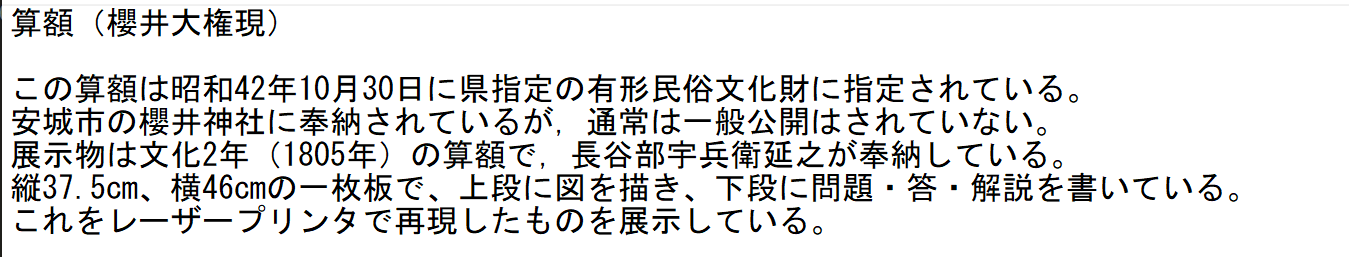 算額（櫻井大権現）
この算額は昭和42年10月30日に県指定の有形民俗文化財に指定されている。
安城市の櫻井神社に奉納されているが，通常は一般公開はされていない。
展示物は文化2年（1805年）の算額で，長谷部宇兵衛延之が奉納している。
縦37.5cm、横46cmの一枚板で、上段に図を描き、下段に問題・答・解説を書いている。
これをレーザープリンタで再現したものを展示している。